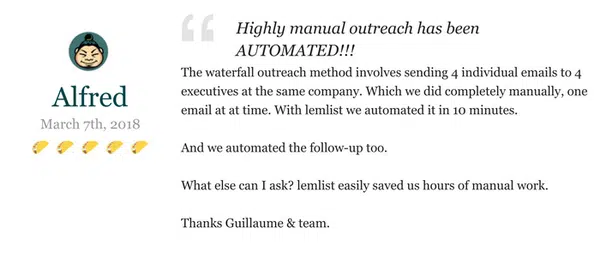 Highly manual outreach has been
AUTOMATED!!!
Alfred
March 7th, 2018
The waterfall outreach method involves sending 4 individual emails to 4
executives at the same company. Which we did completely manually, one
email at at time. With lemlist we automated it in 10 minutes.
And we automated the follow-up too.
What else can I ask? lemlist easily saved us hours of manual work.
Thanks Guillaume & team.